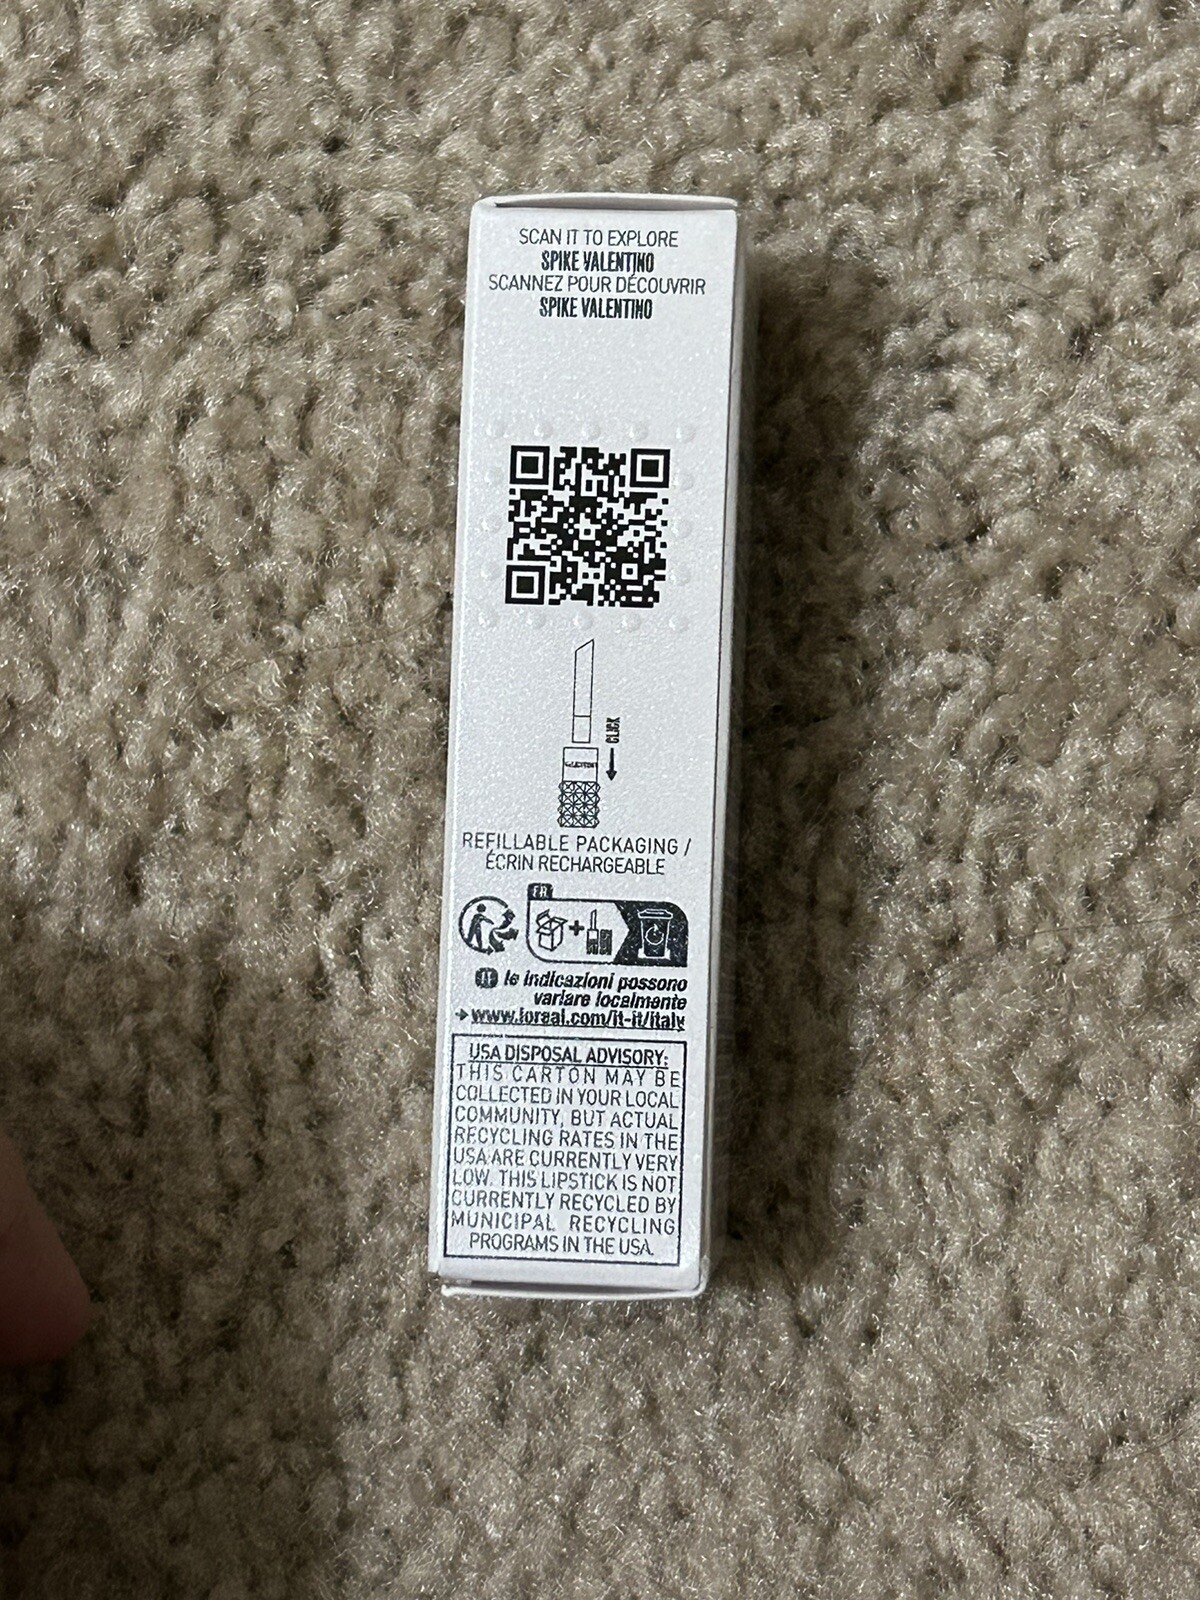 SCAN IT TO EXPLORE
SPIKE VALENTINO
SCANNEZ POUR DÉCOUVRIR
SPIKE VALENTINO
CLICK
REFILLABLE PACKAGING /
ÉCRIN RECHARGEABLE
FR
IT le indicazioni possono
variare localmente
→ www.loreal.com/it-it/italy
USA DISPOSAL ADVISORY:
THIS CARTON MAY BE
COLLECTED IN YOUR LOCAL
COMMUNITY, BUT ACTUAL
RECYCLING RATES IN THE
USA ARE CURRENTLY VERY
LOW. THIS LIPSTICK IS NOT
CURRENTLY RECYCLED BY
MUNICIPAL RECYCLING
PROGRAMS IN THE USA.